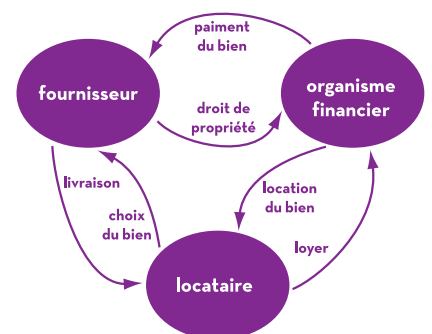 paiment
du bien
fournisseur
organisme
financier
droit de
propriété
livraison
choix
du bien
location
du bien
loyer
locataire